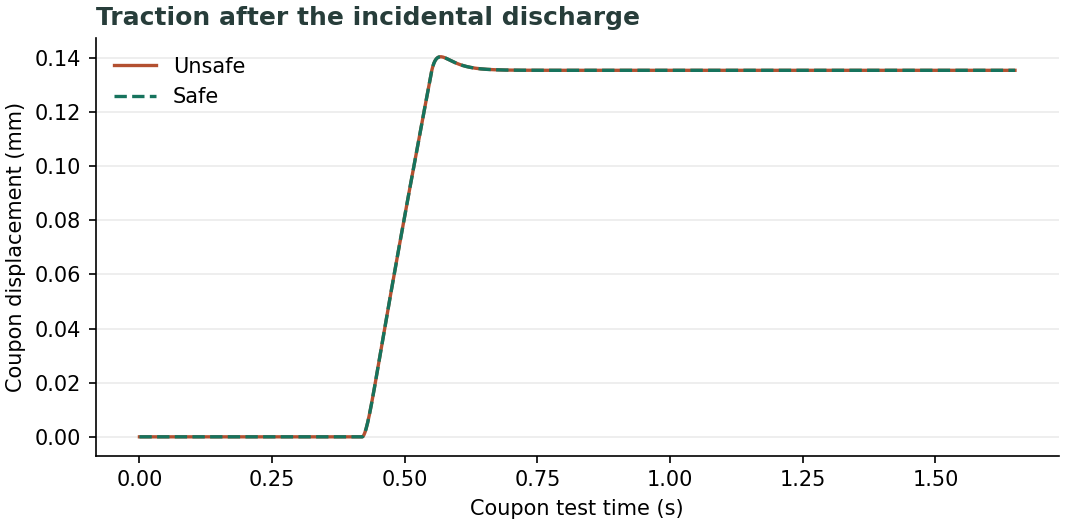 Traction after the incidental discharge
Unsafe
Safe
Coupon displacement (mm)
0.14
0.12
0.10
0.08
0.06
0.04
0.02
0.00
0.00 0.25 0.50 0.75 1.00 1.25 1.50
Coupon test time (s)